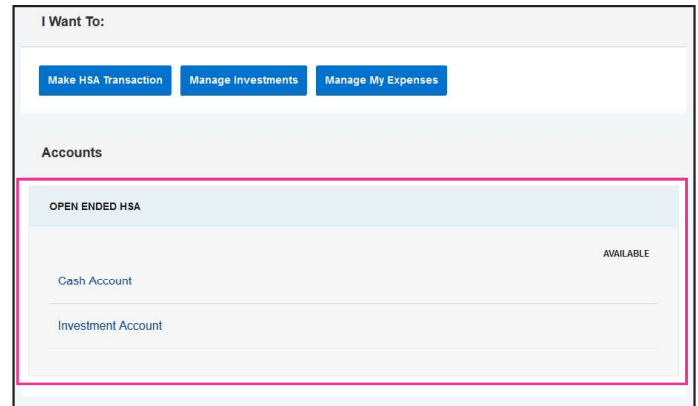 I Want To:
Make HSA Transaction Manage Investments Manage My Expenses
Accounts
OPEN ENDED HSA
AVAILABLE
Cash Account
Investment Account